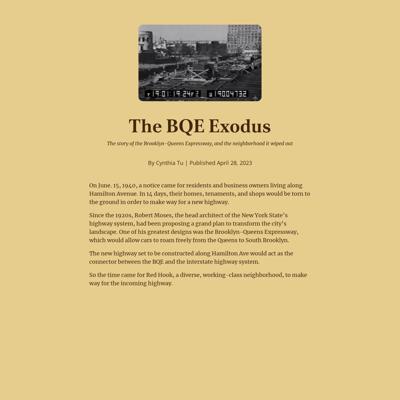 19:01:19:24
19004732
The BQE Exodus
The story of the Brooklyn-Queens Expressway, and the neighborhood it wiped out
By Cynthia Tu | Published April 28, 2023
On June. 15, 1940, a notice came for residents and business owners living along
Hamilton Avenue. In 14 days, their homes, tenaments, and shops would be torn to
the ground in order to make way for a new highway.
Since the 1920s, Robert Moses, the head architect of the New York State's
highway system, had been proposing a grand plan to transform the city's
landscape. One of his greatest designs was the Brooklyn-Queens Expressway,
which would allow cars to roam freely from the Queens to South Brooklyn.
The new highway set to be constructed along Hamilton Ave would act as the
connector between the BQE and the interstate highway system.
So the time came for Red Hook, a diverse, working-class neighborhood, to make
way for the incoming highway.